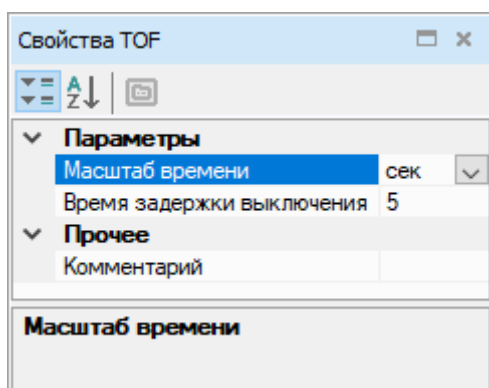 Свойства TOF
Параметры
Масштаб времени сек
Время задержки выключения 5
Прочее
Комментарий
Масштаб времени